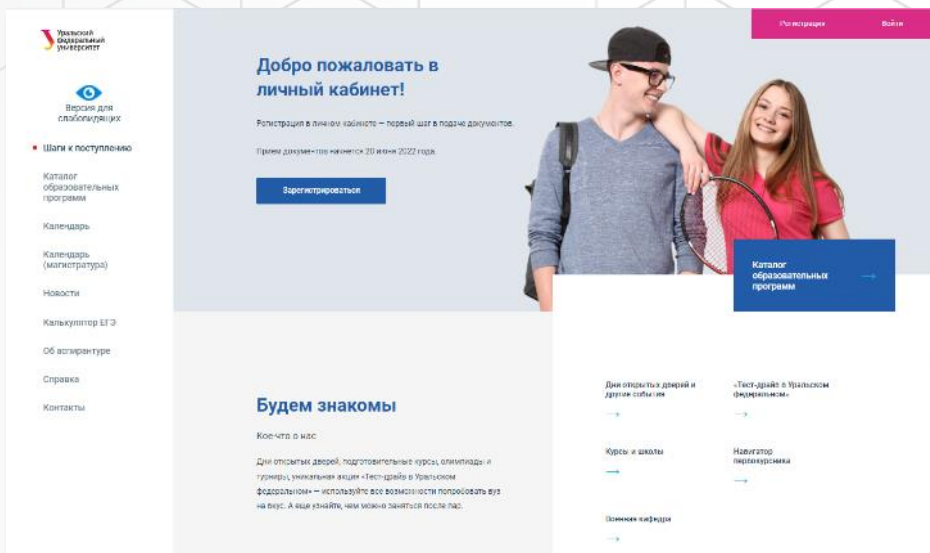 Уральский
федеральный
университет
Версия для
слабовидящих
Шаги к поступлению
Каталог
образовательных
программ
Календарь
Календарь
(магистратура)
Новости
Калькулятор ЕГЭ
Об аспирантуре
Справка
Контакты
Регистрация
Войти
Добро пожаловать в
личный кабинет!
Регистрация в личном кабинете — первый шаг в подаче документов.
Прием документов начнется 20 июня 2022 года.
Зарегистрироваться
Каталог
образовательных
программ
Будем знакомы
Кое-что о нас
Дни открытых дверей, подготовительные курсы, олимпиады и
турниры, уникальная акция «Тест-драйв в Уральском
федеральном» — используйте все возможности попробовать вуз
на вкус. А еще узнайте, чем можно заняться после пар.
Дни открытых дверей и
другие события
«Тест-драйв в Уральском
федеральном»
Курсы и школы
Навигатор
первокурсника
Военная кафедра